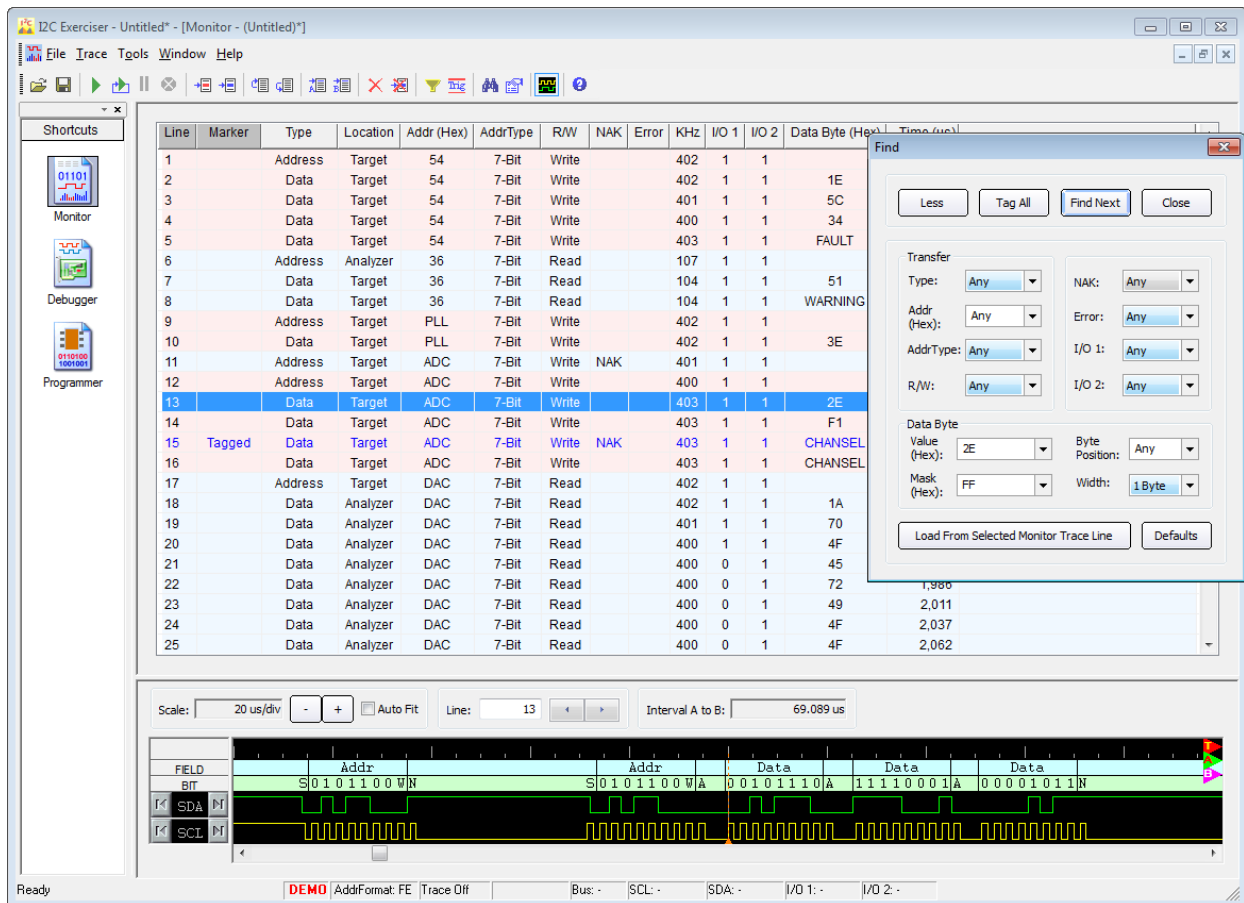 I2C Exerciser - Untitled* - [Monitor - (Untitled)*]
File Trace Tools Window Help
Shortcuts
Monitor
Debugger
Programmer
Line Marker Type Location Addr (Hex) AddrType R/W NAK Error KHz I/O 1 I/O 2 Data Byte (Hex) Time (us)
1 Address Target 54 7-Bit Write 402 1 1
2 Data Target 54 7-Bit Write 402 1 1 1E
3 Data Target 54 7-Bit Write 401 1 1 5C
4 Data Target 54 7-Bit Write 400 1 1 34
5 Data Target 54 7-Bit Write 403 1 1 FAULT
6 Address Analyzer 36 7-Bit Read 107 1 1
7 Data Target 36 7-Bit Read 104 1 1 51
8 Data Target 36 7-Bit Read 104 1 1 WARNING
9 Address Target PLL 7-Bit Write 402 1 1
10 Data Target PLL 7-Bit Write 402 1 1 3E
11 Address Target ADC 7-Bit Write NAK 401 1 1
12 Address Target ADC 7-Bit Write 400 1 1
13 Data Target ADC 7-Bit Write 403 1 1 2E
14 Data Target ADC 7-Bit Write 403 1 1 F1
15 Tagged Data Target ADC 7-Bit Write NAK 403 1 1 CHANSEL
16 Data Target ADC 7-Bit Write 403 1 1 CHANSEL
17 Address Target DAC 7-Bit Read 402 1 1
18 Data Analyzer DAC 7-Bit Read 402 1 1 1A
19 Data Analyzer DAC 7-Bit Read 401 1 1 70
20 Data Analyzer DAC 7-Bit Read 400 1 1 4F
21 Data Analyzer DAC 7-Bit Read 400 0 1 45
22 Data Analyzer DAC 7-Bit Read 400 0 1 72 1,986
23 Data Analyzer DAC 7-Bit Read 400 0 1 49 2,011
24 Data Analyzer DAC 7-Bit Read 400 0 1 4F 2,037
25 Data Analyzer DAC 7-Bit Read 400 0 1 4F 2,062
Find
Less Tag All Find Next Close
Transfer
Type: Any NAK: Any
Addr (Hex): Any Error: Any
AddrType: Any I/O 1: Any
R/W: Any I/O 2: Any
Data Byte
Value (Hex): 2E Byte Position: Any
Mask (Hex): FF Width: 1 Byte
Load From Selected Monitor Trace Line Defaults
Scale: 20 us/div - + Auto Fit Line: 13 Interval A to B: 69.089 us
T
A
B
FIELD Addr Addr Data Data Data
BIT S 0 1 0 1 1 0 0 W N S 0 1 0 1 1 0 0 W A 0 0 1 0 1 1 1 0 A 1 1 1 1 0 0 0 1 A 0 0 0 0 1 0 1 1 N
SDA
SCL
Ready DEMO AddrFormat: FE Trace Off Bus: - SCL: - SDA: - I/O 1: - I/O 2: -